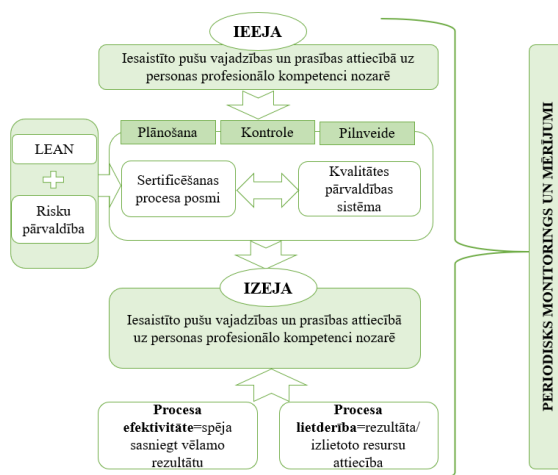 IEEJA
Iesaistīto pušu vajadzības un prasības attiecībā uz
personas profesionālo kompetenci nozarē
Plānošana
Kontrole
Pilnveide
LEAN
Risku
pārvaldība
Sertificēšanas
procesa posmi
Kvalitātes
pārvaldības
sistēma
IZEJA
Iesaistīto pušu vajadzības un prasības attiecībā
uz personas profesionālo kompetenci nozarē
Procesa
efektivitāte=spēja
sasniegt vēlamo
rezultātu
Procesa
lietderība=rezultāta/
izlietoto resursu
attiecība
PERIODISKS MONITORINGS UN MĒRĪJUMI